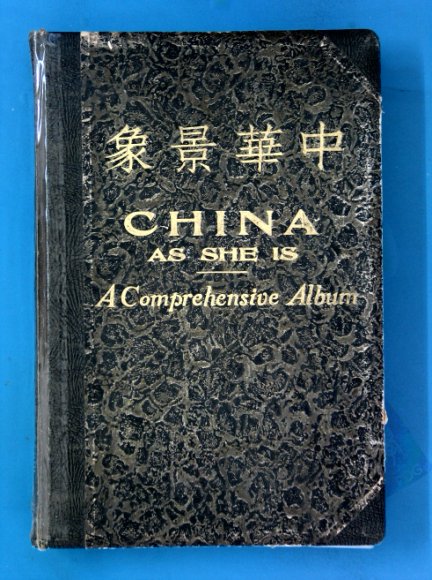 中華景象
CHINA
AS SHE IS
A Comprehensive Album